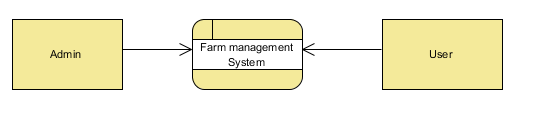 Admin
Farm management
System
User